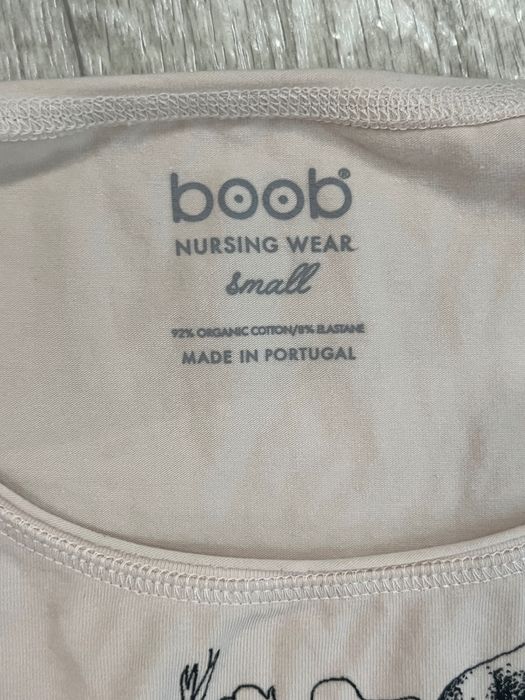 boob®
NURSING WEAR
small
92% ORGANIC COTTON/8% ELASTANE
MADE IN PORTUGAL